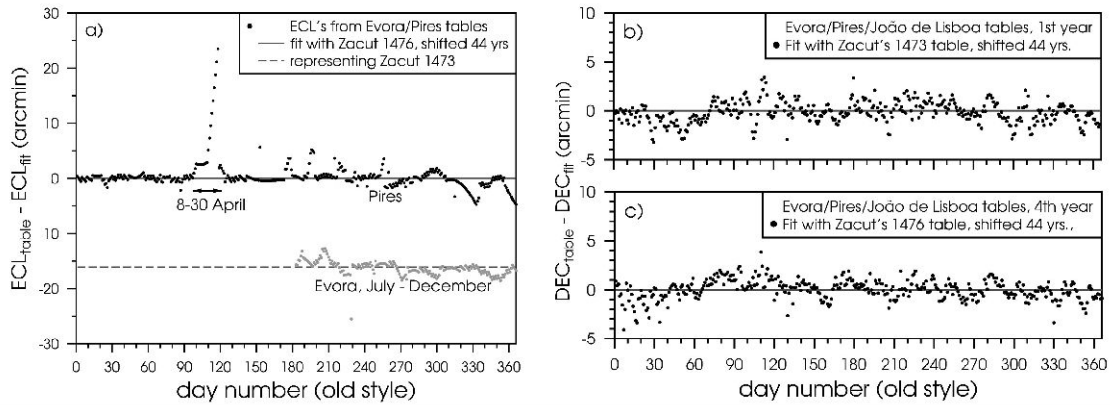 a)
ECL's from Evora/Pires tables
fit with Zacut 1476, shifted 44 yrs
representing Zacut 1473
30
20
10
0
-10
-20
-30
ECLtable - ECLfit (arcmin)
8-30 April
Pires
Evora, July - December
0 30 60 90 120 150 180 210 240 270 300 330 360
day number (old style)
b)
Evora/Pires/João de Lisboa tables, 1st year
Fit with Zacut's 1473 table, shifted 44 yrs.
10
5
0
-5
DECtable - DECfit (arcmin)
c)
Evora/Pires/João de Lisboa tables, 4th year
Fit with Zacut's 1476 table, shifted 44 yrs.,
10
5
0
-5
0 30 60 90 120 150 180 210 240 270 300 330 360
day number (old style)